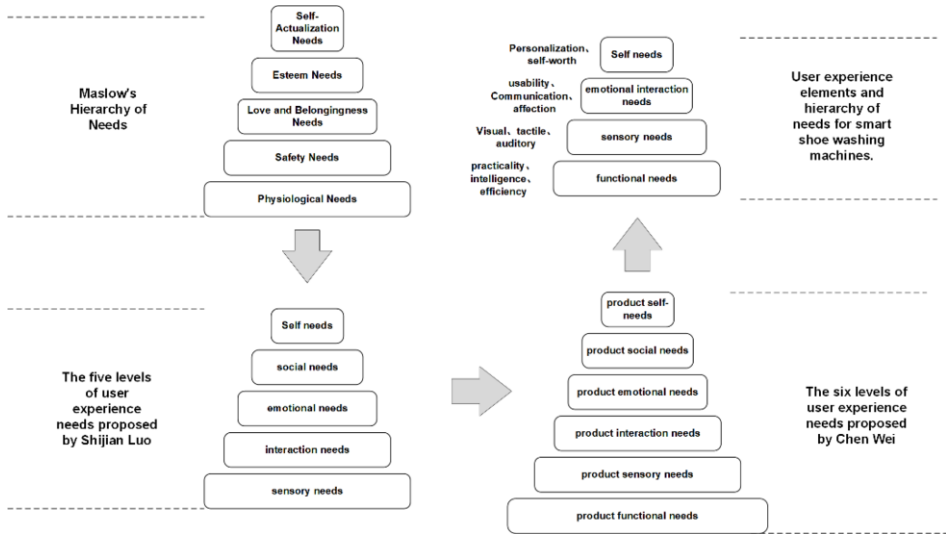 Maslow's
Hierarchy of
Needs
Self-
Actualization
Needs
Esteem Needs
Love and Belongingness
Needs
Safety Needs
Physiological Needs
Personalization、
self-worth
usability、
Communication、
affection
Visual、tactile、
auditory
practicality、
intelligence、
efficiency
Self needs
emotional interaction
needs
sensory needs
functional needs
User experience
elements and
hierarchy of
needs for smart
shoe washing
machines.
The five levels
of user
experience
needs proposed
by Shijian Luo
Self needs
social needs
emotional needs
interaction needs
sensory needs
product self-
needs
product social needs
product emotional needs
product interaction needs
product sensory needs
product functional needs
The six levels of
user experience
needs proposed
by Chen Wei